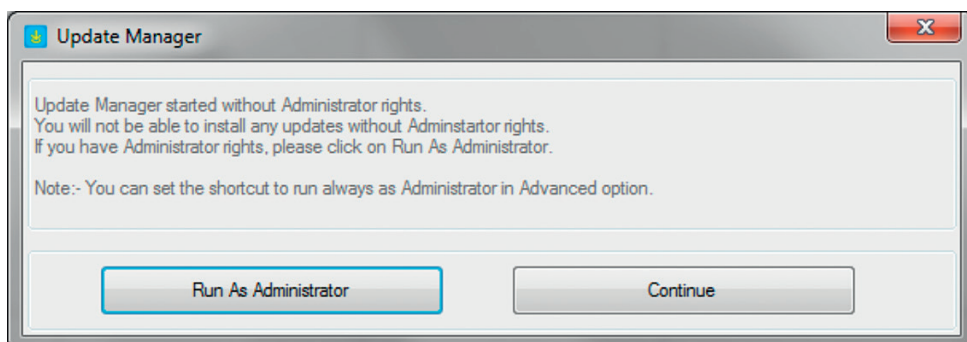 Update Manager
Update Manager started without Administrator rights.
You will not be able to install any updates without Adminstartor rights.
If you have Administrator rights, please click on Run As Administrator.
Note:- You can set the shortcut to run always as Administrator in Advanced option.
Run As Administrator
Continue